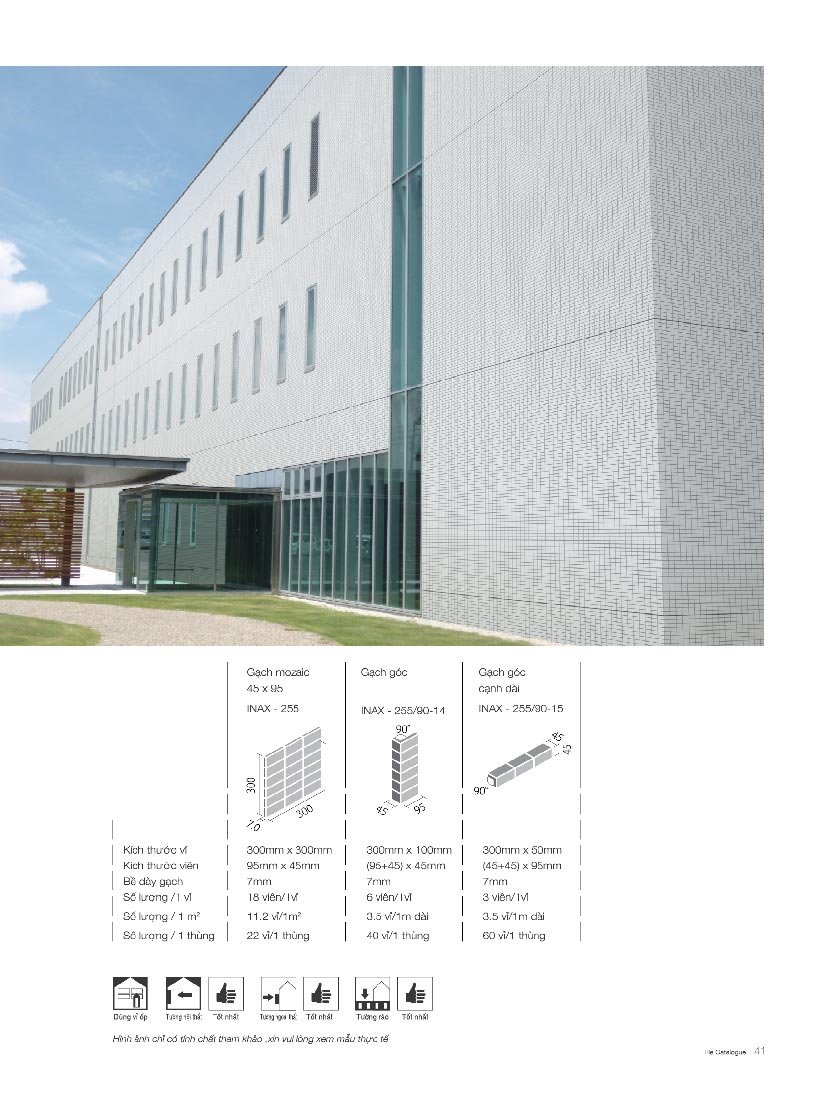 Gạch mozaic
45 x 95
INAX - 255
Gạch góc
INAX - 255/90-14
Gạch góc
cạnh dài
INAX - 255/90-15
300
300
7.0
90°
45
95
90°
45
45
Kích thước vỉ 300mm x 300mm 300mm x 100mm 300mm x 50mm
Kích thước viên 95mm x 45mm (95+45) x 45mm (45+45) x 95mm
Bề dày gạch 7mm 7mm 7mm
Số lượng /1 vỉ 18 viên/1vỉ 6 viên/1vỉ 3 viên/1vỉ
Số lượng / 1 m² 11.2 vỉ/1m² 3.5 vỉ/1m dài 3.5 vỉ/1m dài
Số lượng / 1 thùng 22 vỉ/1 thùng 40 vỉ/1 thùng 60 vỉ/1 thùng
Dùng vỉ ốp Tường nội thất Tốt nhất Tường ngoại thất Tốt nhất Tường rào Tốt nhất
Hình ảnh chỉ có tính chất tham khảo ,xin vui lòng xem mẫu thực tế
Tile Catalogue 41